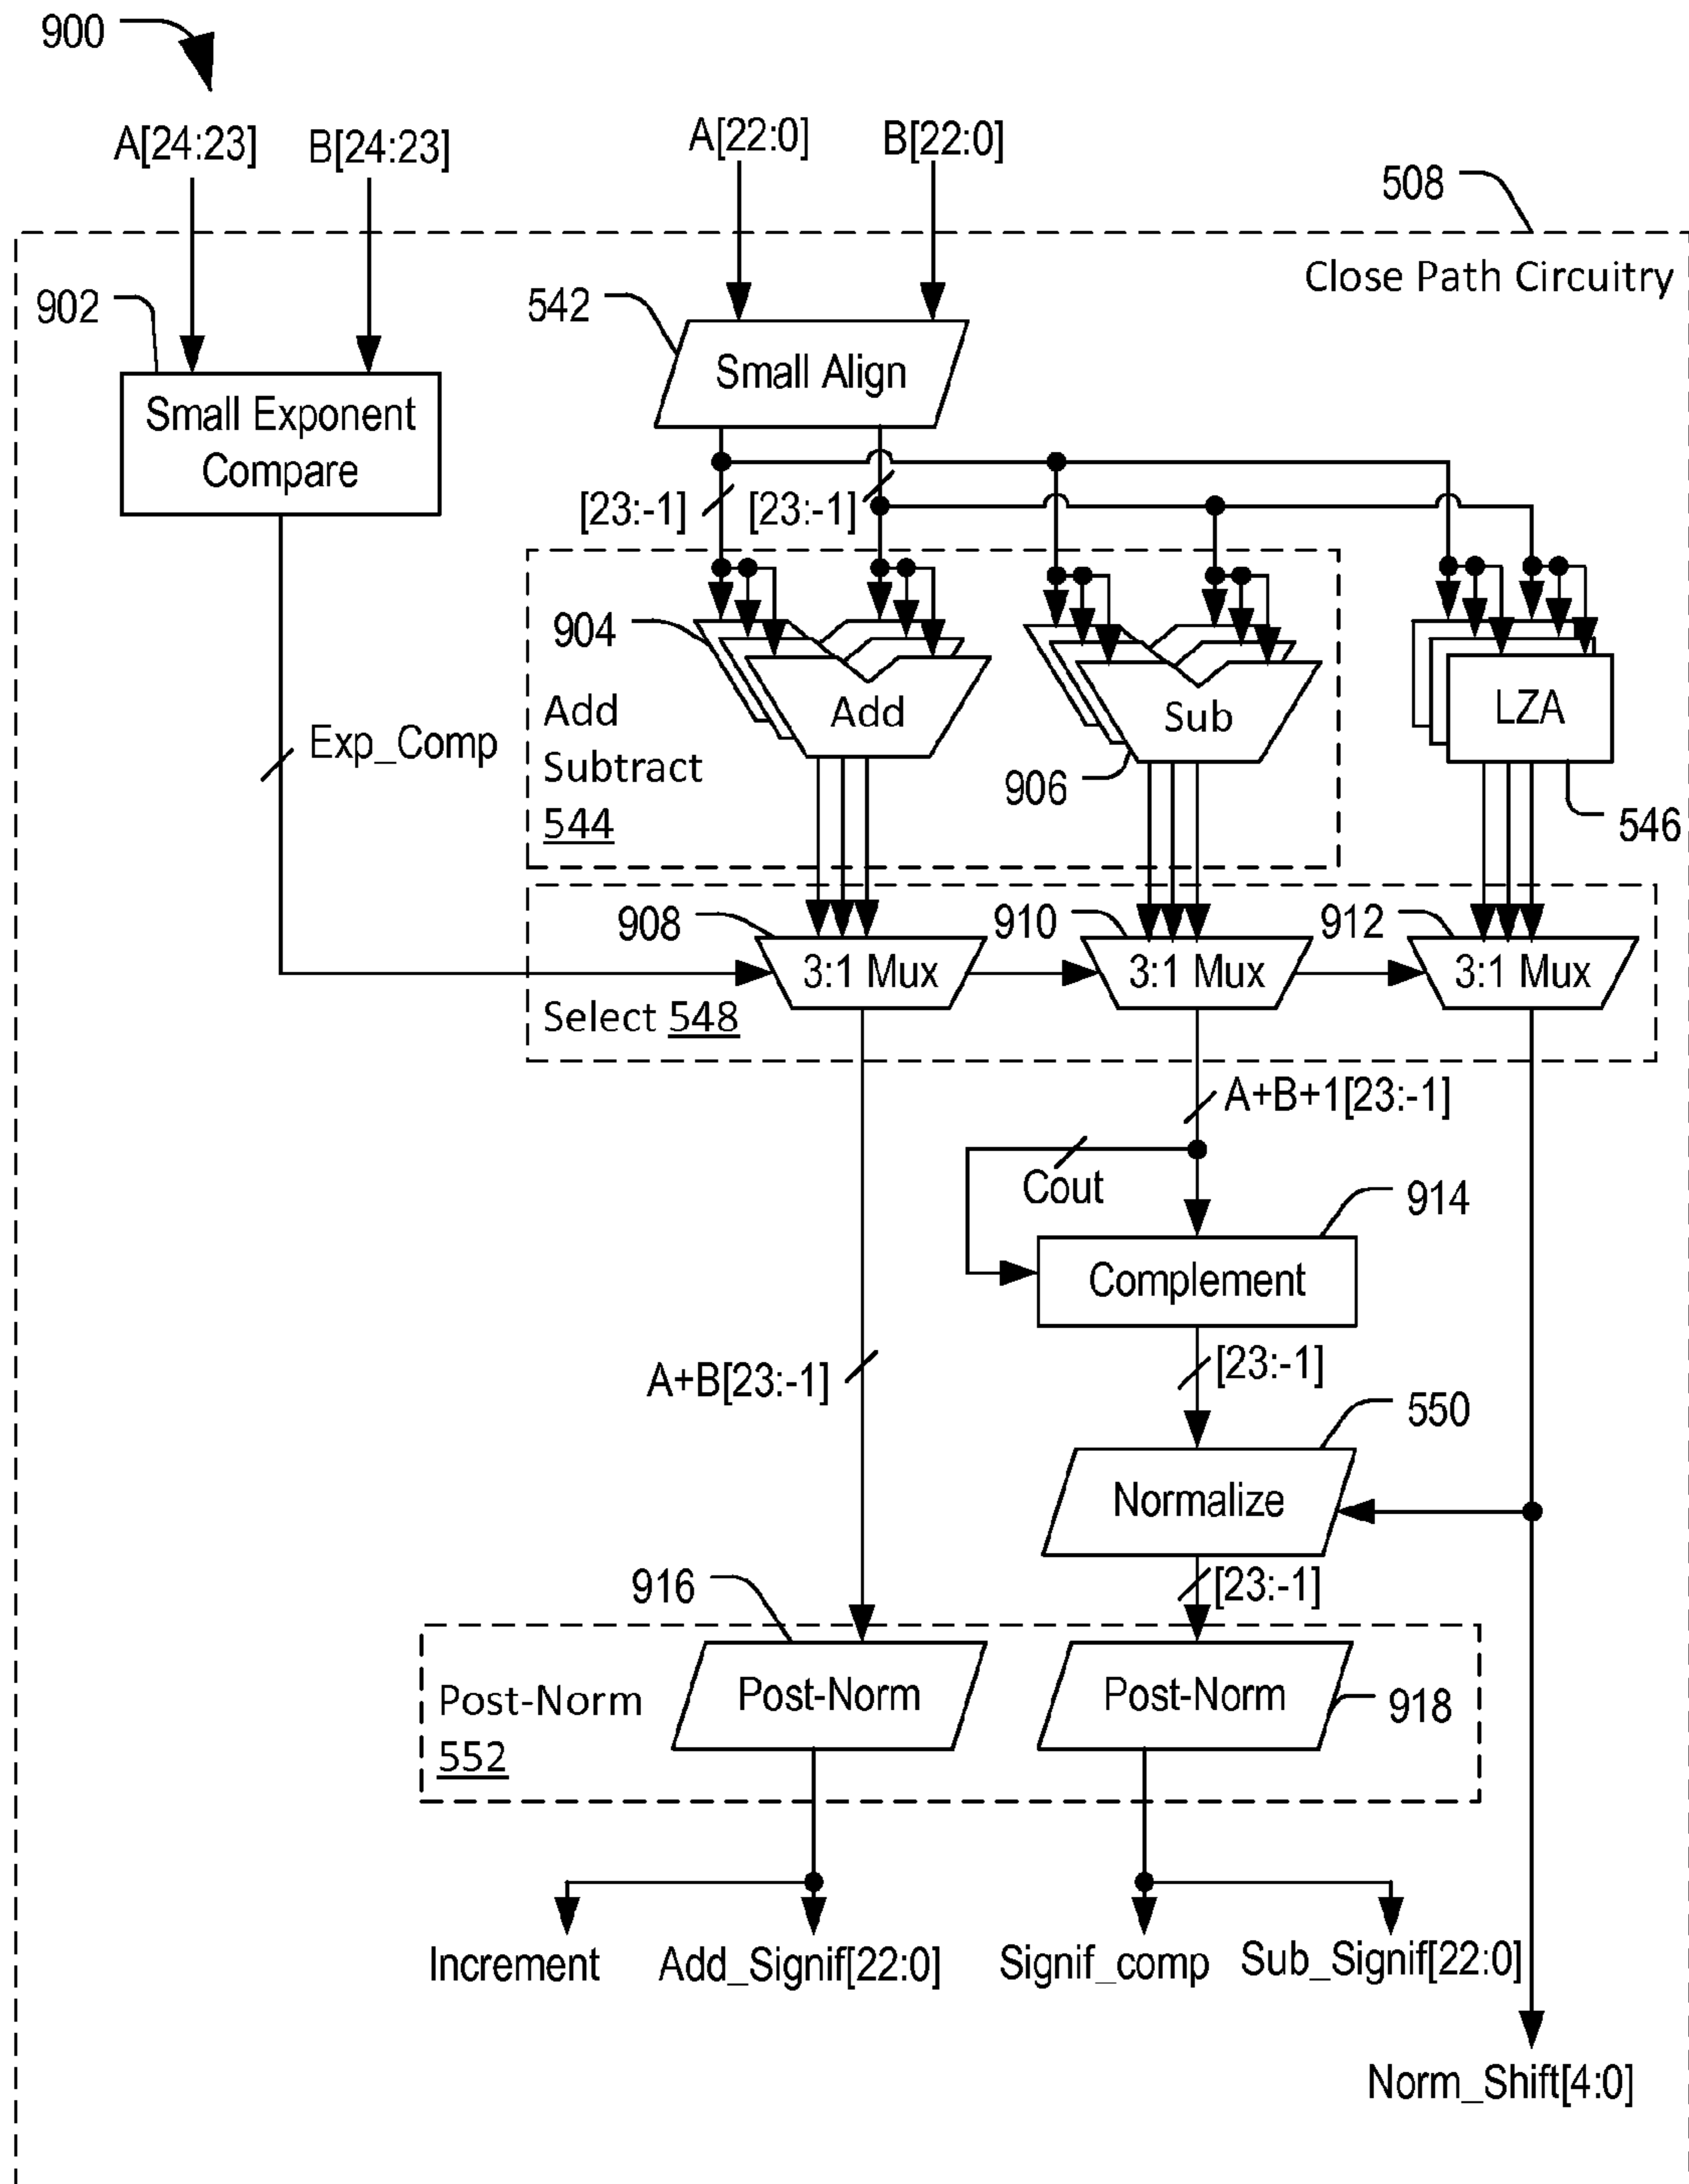 900
A[24:23]
B[24:23]
A[22:0]
B[22:0]
508
Close Path Circuitry
902
542
Small Exponent
Compare
Small Align
[23:-1]
[23:-1]
904
Add
Sub
LZA
Add
Subtract
544
906
546
Exp_Comp
908
910
912
3:1 Mux
3:1 Mux
3:1 Mux
Select 548
A+B+1[23:-1]
Cout
914
Complement
A+B[23:-1]
[23:-1]
550
Normalize
[23:-1]
916
Post-Norm
552
Post-Norm
Post-Norm
918
Increment
Add_Signif[22:0]
Signif_comp
Sub_Signif[22:0]
Norm_Shift[4:0]